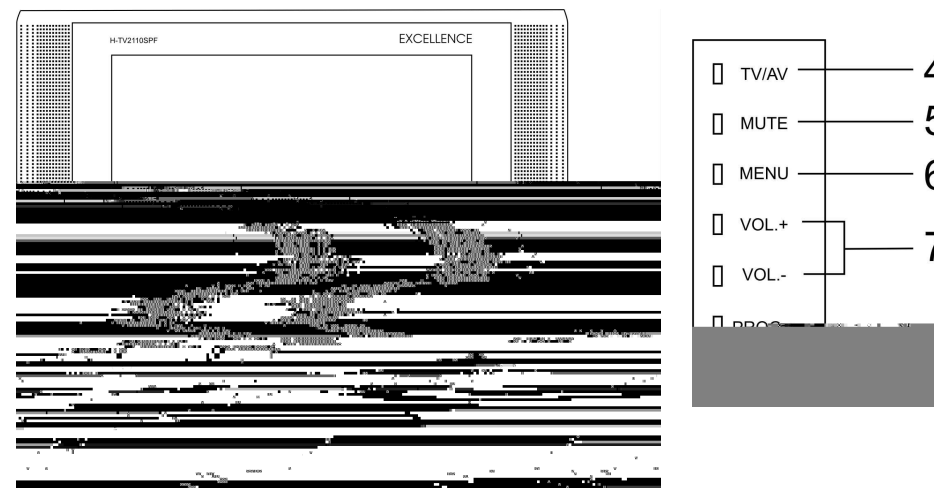 H-TV2110SPF EXCELLENCE
TV/AV 4
MUTE 5
MENU 6
VOL.+
7
VOL.-